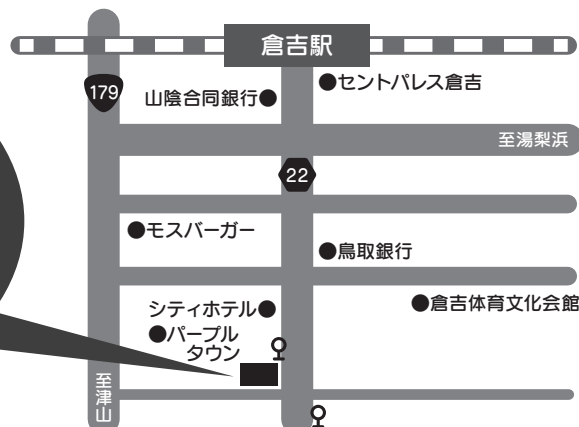 倉吉駅
179
山陰合同銀行●
●セントパレス倉吉
至湯梨浜
22
●モスバーガー
●鳥取銀行
シティホテル●
●倉吉体育文化会館
●パープル
タウン
至津山